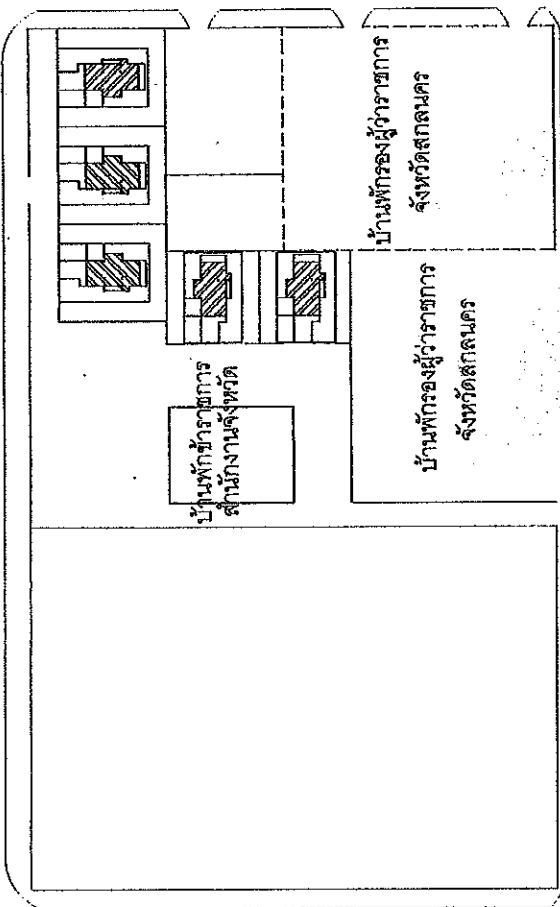 บ้านพักรองผู้ว่าราชการ
จังหวัดสกลนคร
บ้านพักรองผู้ว่าราชการ
จังหวัดสกลนคร
บ้านพักข้าราชการ
สำนักงานจังหวัด